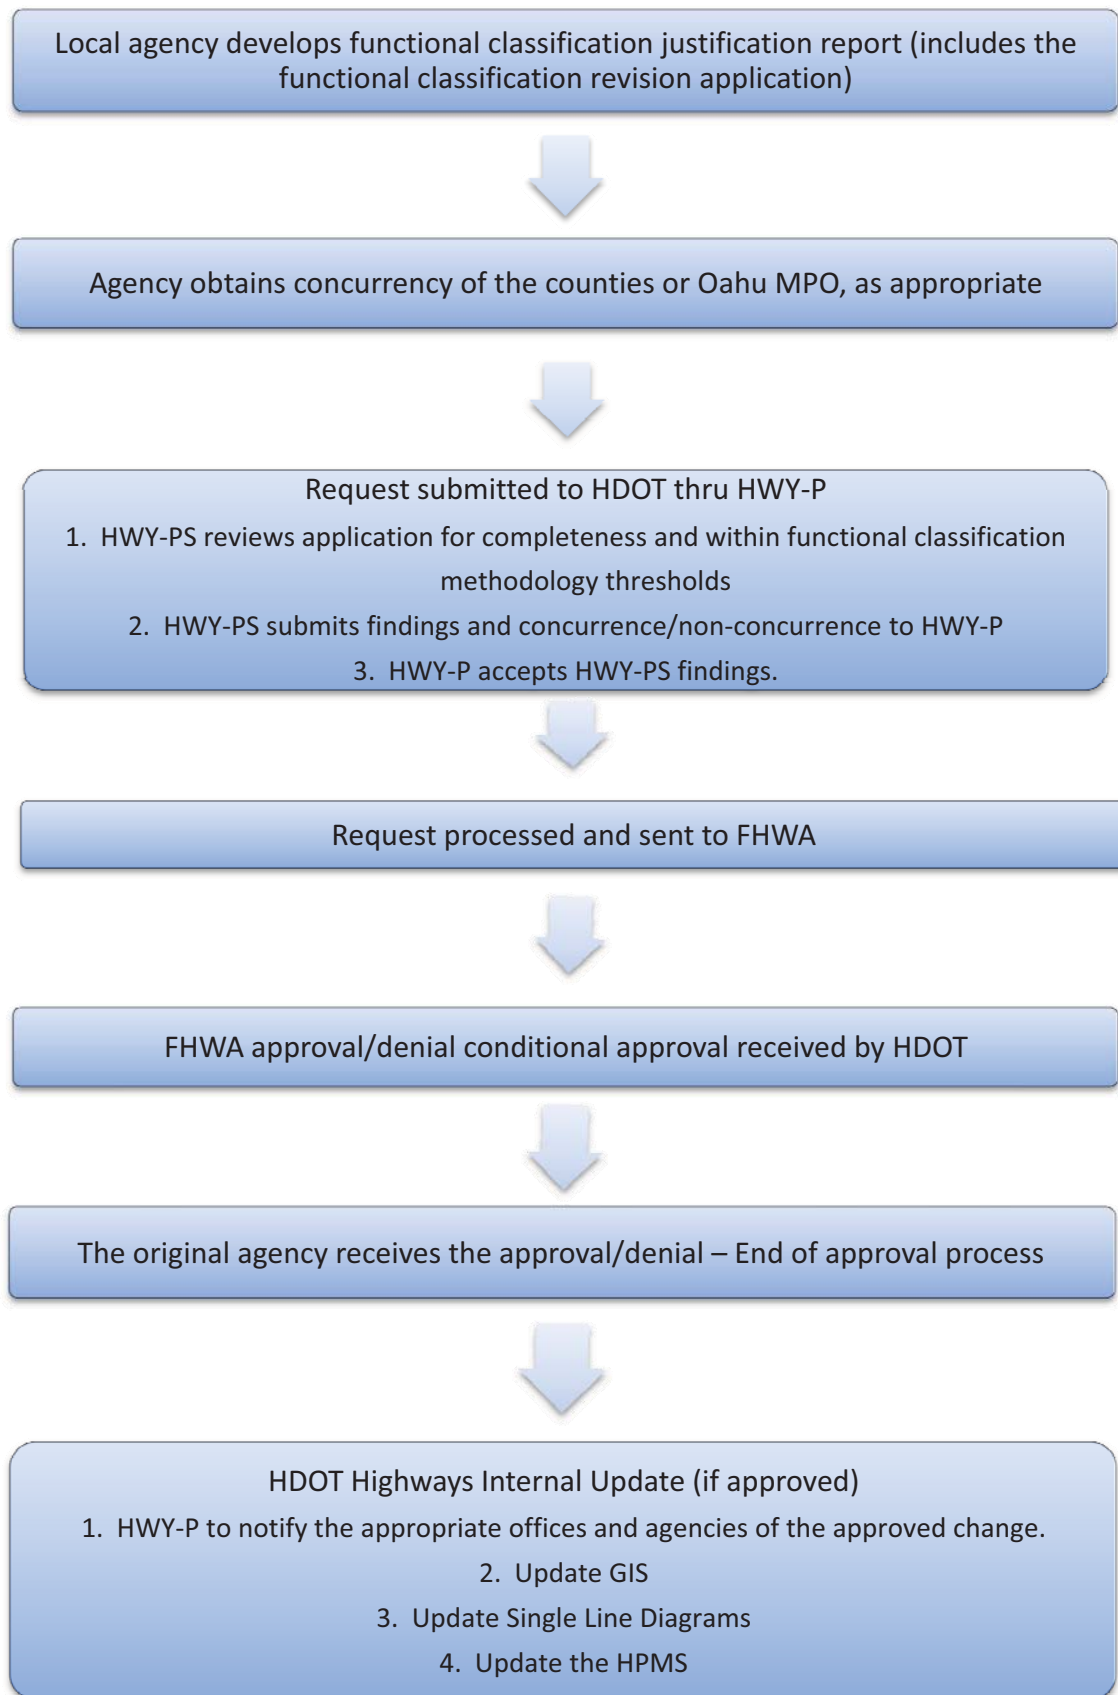 Local agency develops functional classification justification report (includes the
functional classification revision application)
Agency obtains concurrency of the counties or Oahu MPO, as appropriate
Request submitted to HDOT thru HWY-P
1. HWY-PS reviews application for completeness and within functional classification
methodology thresholds
2. HWY-PS submits findings and concurrence/non-concurrence to HWY-P
3. HWY-P accepts HWY-PS findings.
Request processed and sent to FHWA
FHWA approval/denial conditional approval received by HDOT
The original agency receives the approval/denial – End of approval process
HDOT Highways Internal Update (if approved)
1. HWY-P to notify the appropriate offices and agencies of the approved change.
2. Update GIS
3. Update Single Line Diagrams
4. Update the HPMS